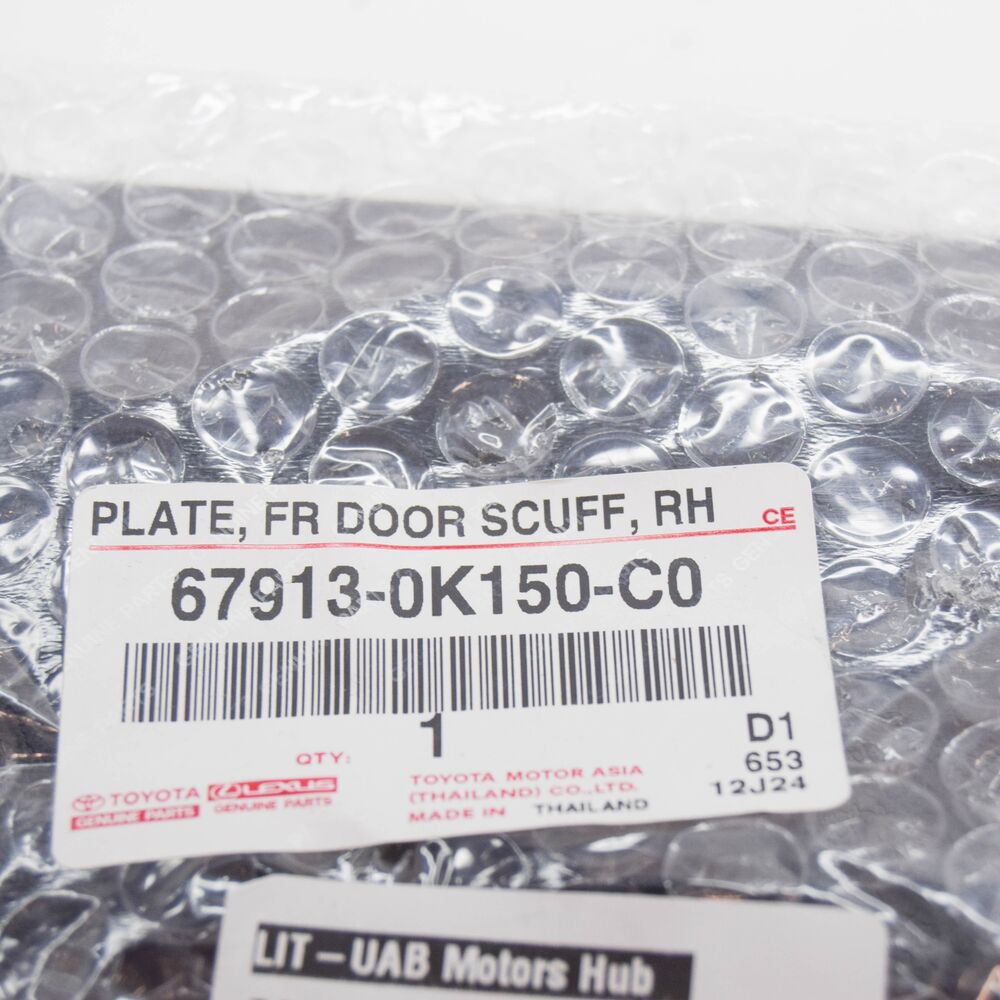 PLATE, FR DOOR SCUFF, RH
CE
67913-0K150-C0
1
D1
QTY:
653
12J24
TOYOTA
GENUINE PARTS
LEXUS
GENUINE PARTS
TOYOTA MOTOR ASIA
(THAILAND) CO.,LTD.
MADE IN THAILAND
LIT – UAB Motors Hub